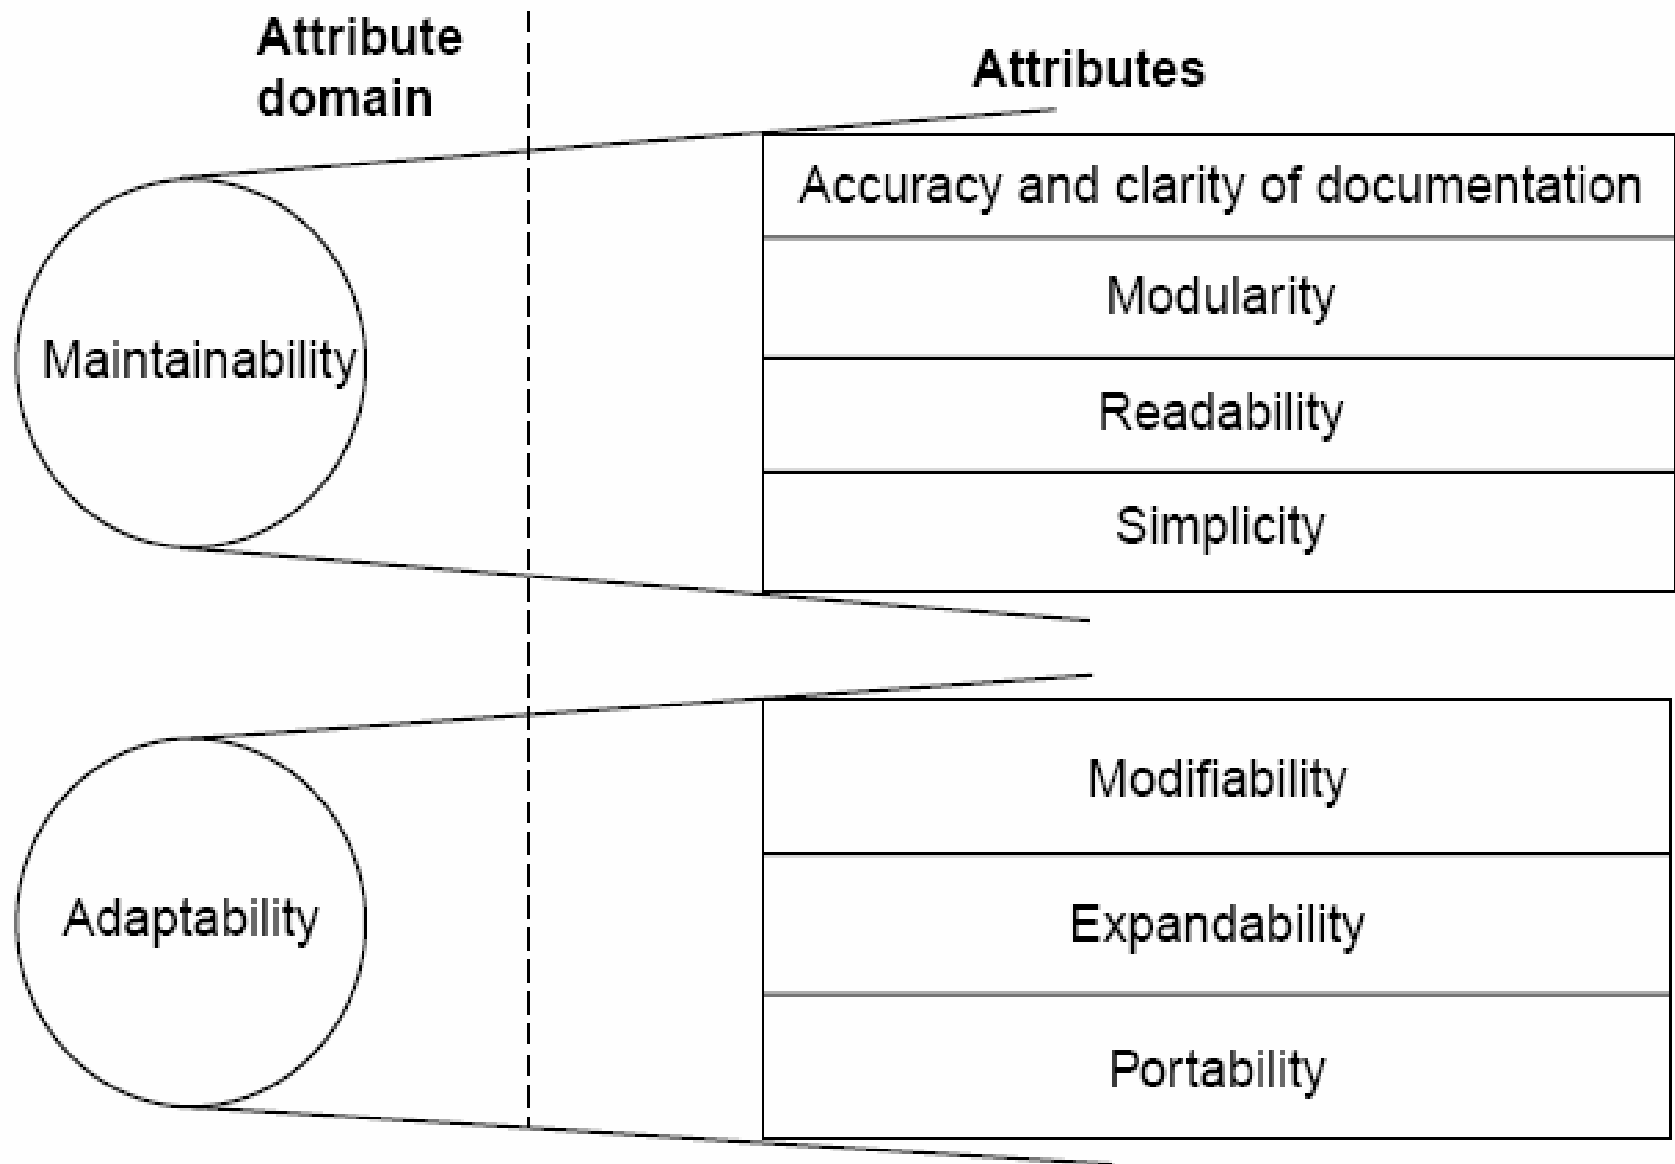 Attribute
domain
Attributes
Maintainability
Accuracy and clarity of documentation
Modularity
Readability
Simplicity
Adaptability
Modifiability
Expandability
Portability